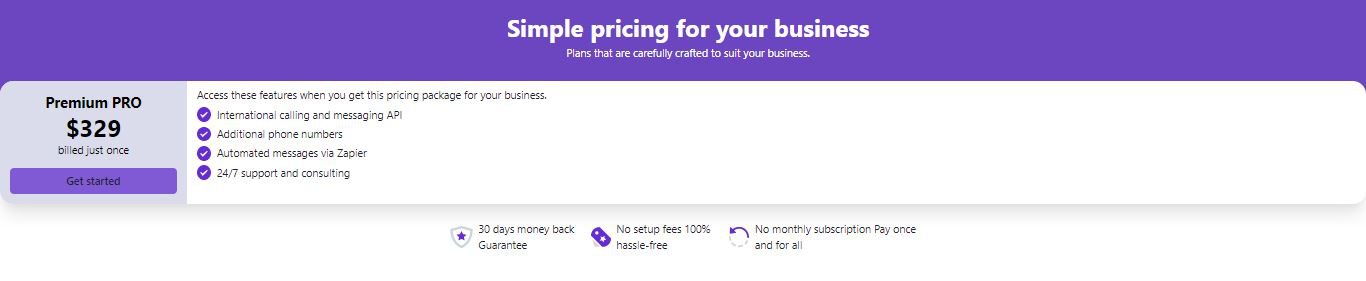 Simple pricing for your business
Plans that are carefully crafted to suit your business.
Premium PRO
$329
billed just once
Get started
Access these features when you get this pricing package for your business.
International calling and messaging API
Additional phone numbers
Automated messages via Zapier
24/7 support and consulting
30 days money back
Guarantee
No setup fees 100%
hassle-free
No monthly subscription Pay once
and for all